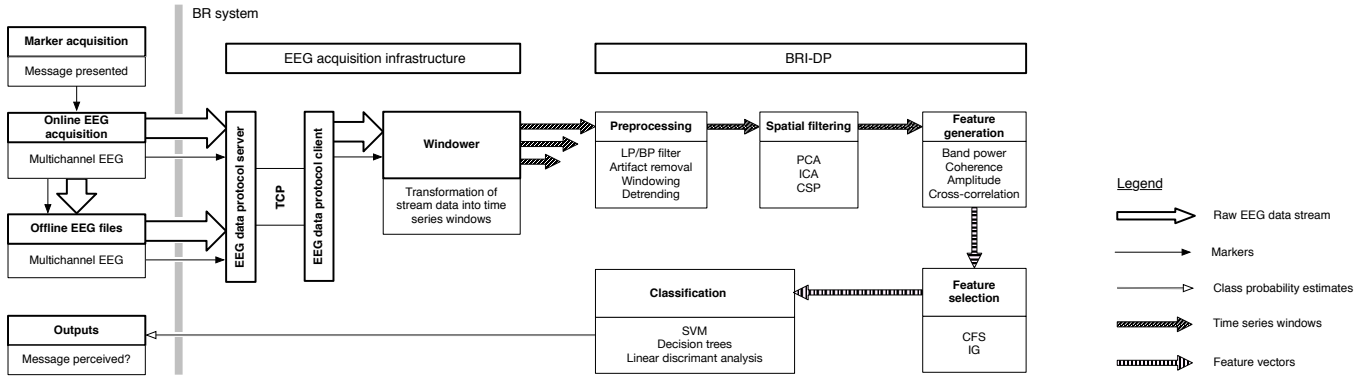 BR system
Marker acquisition
Message presented
Online EEG
acquisition
Multichannel EEG
Offline EEG files
Multichannel EEG
Outputs
Message perceived?
EEG acquisition infrastructure
EEG data protocol server
TCP
EEG data protocol client
Windower
Transformation of
stream data into time
series windows
BRI-DP
Preprocessing
LP/BP filter
Artifact removal
Windowing
Detrending
Spatial filtering
PCA
ICA
CSP
Feature
generation
Band power
Coherence
Amplitude
Cross-correlation
Feature
selection
CFS
IG
Classification
SVM
Decision trees
Linear discrimant analysis
Legend
Raw EEG data stream
Markers
Class probability estimates
Time series windows
Feature vectors